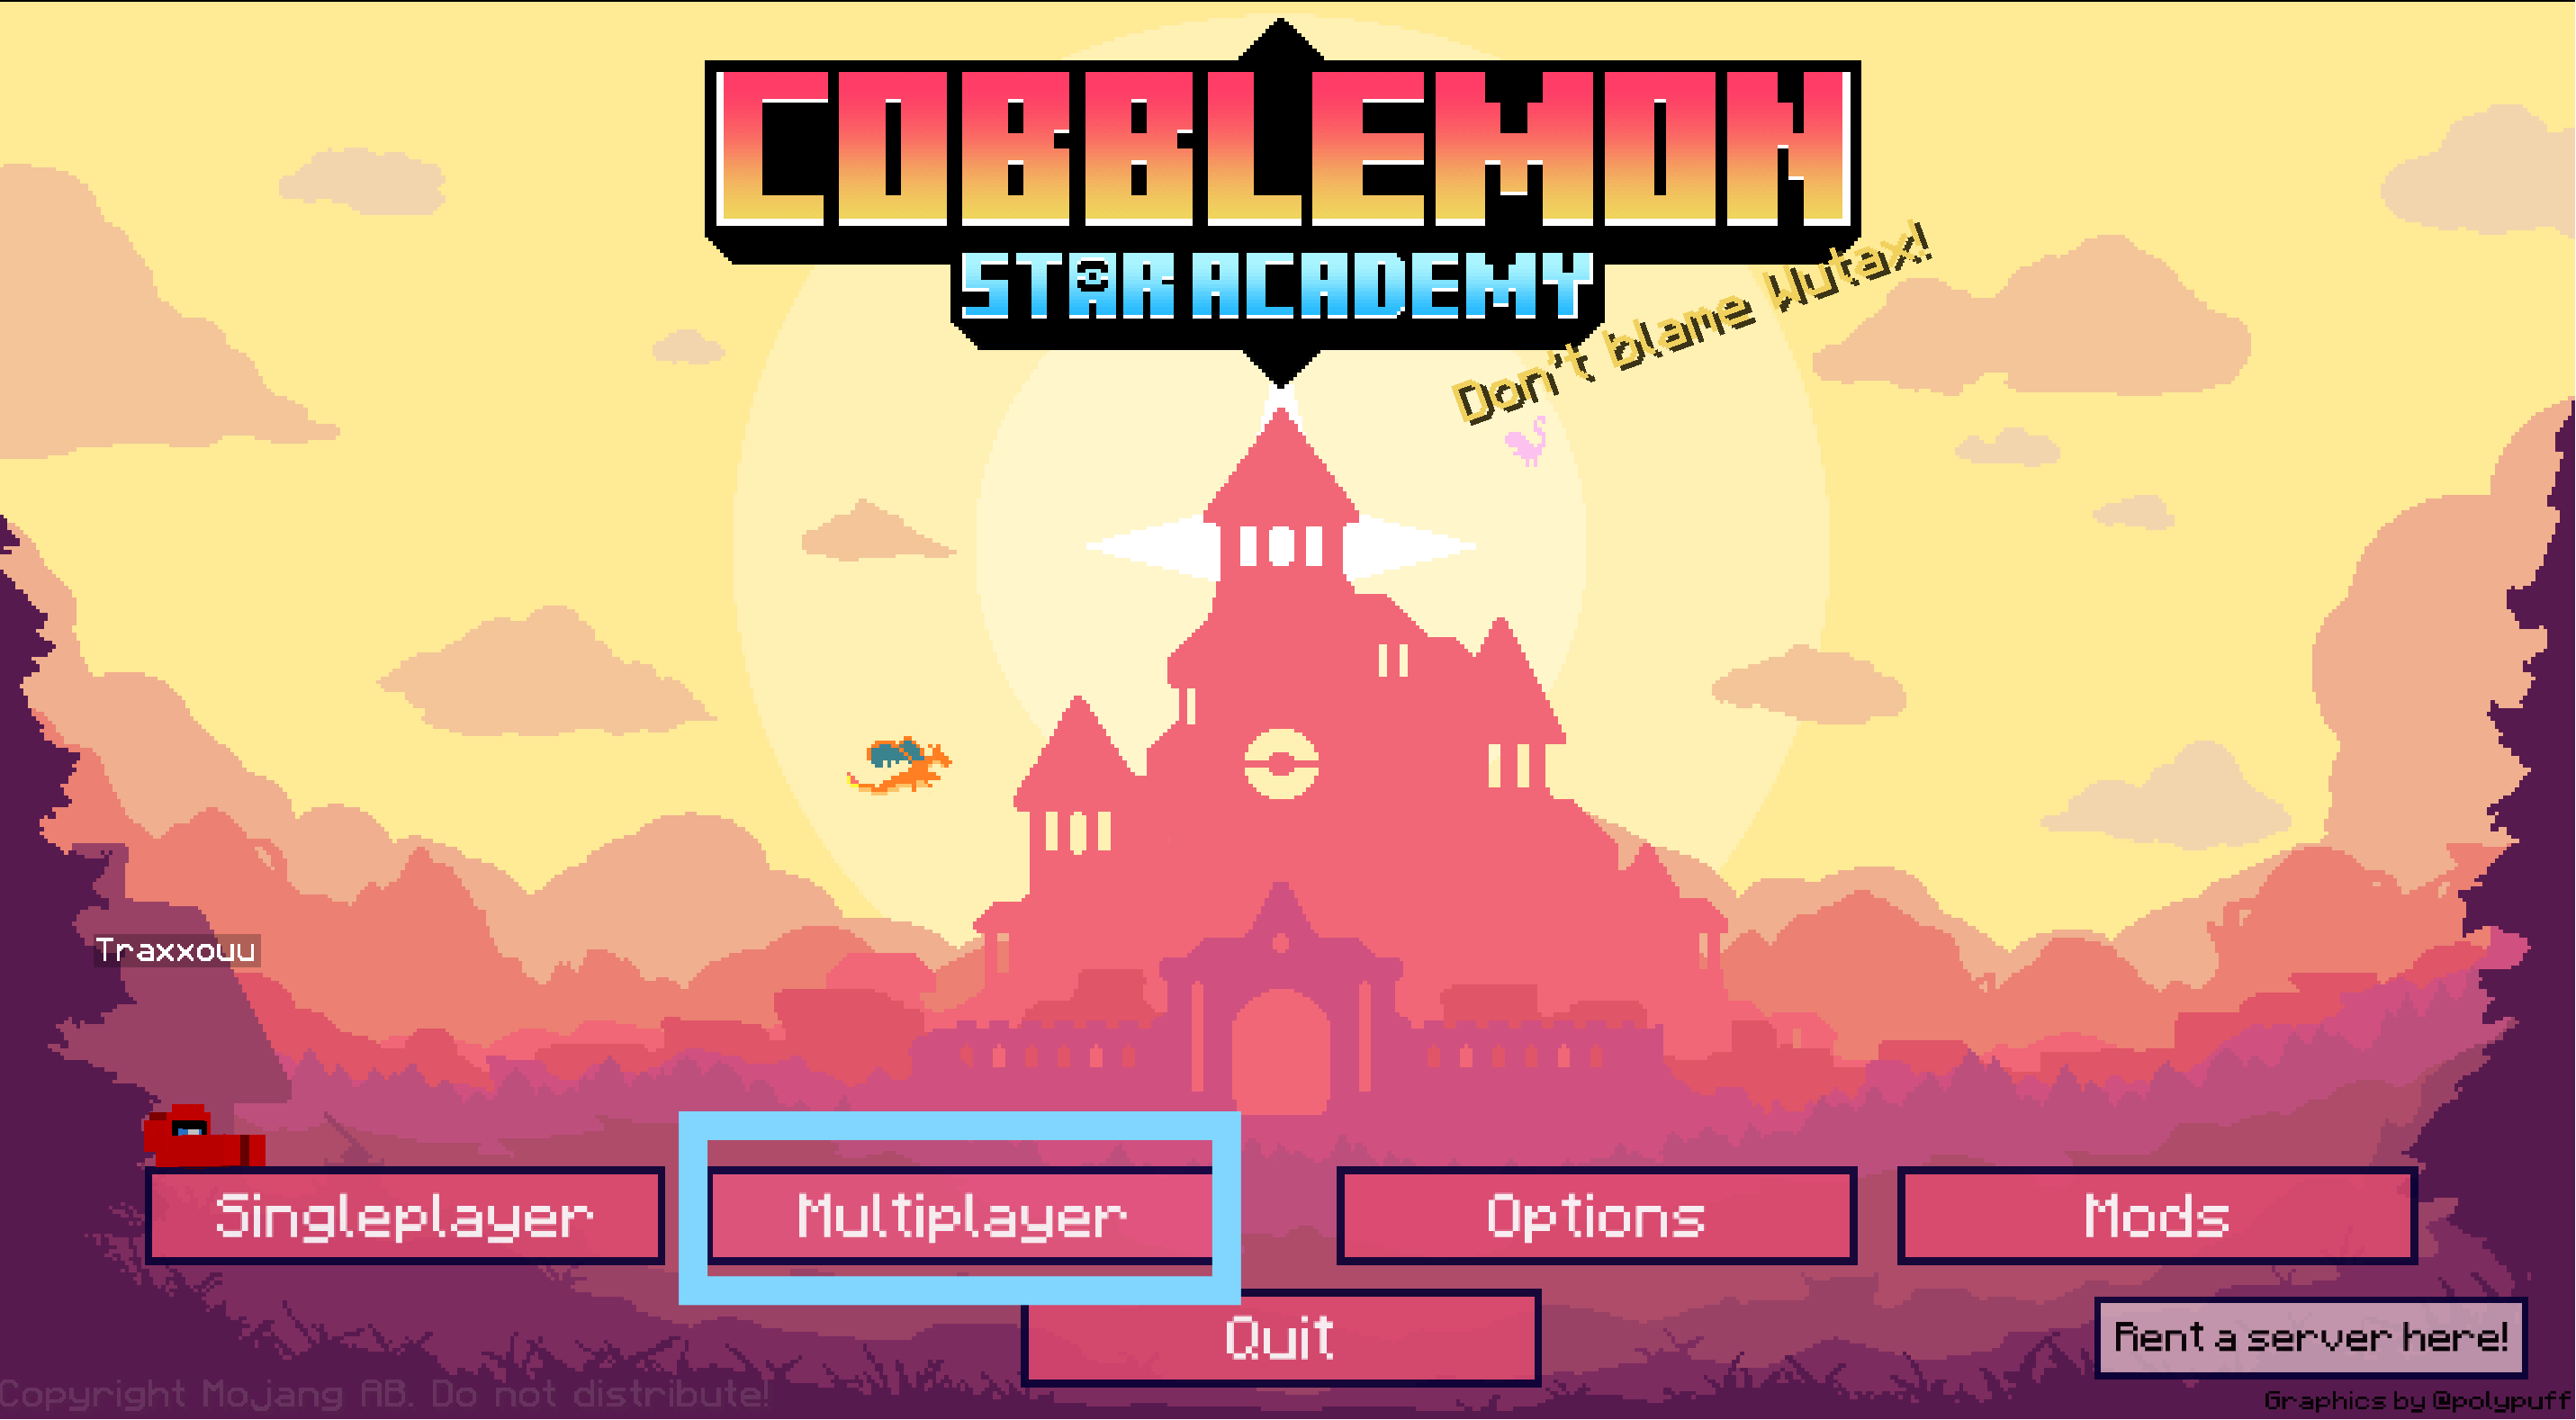 COBBLEMON
STAR ACADEMY
Don't blame Wutax!
Traxxouu
Singleplayer
Multiplayer
Options
Mods
Quit
Rent a server here!
Copyright Mojang AB. Do not distribute!
Graphics by @polypuff